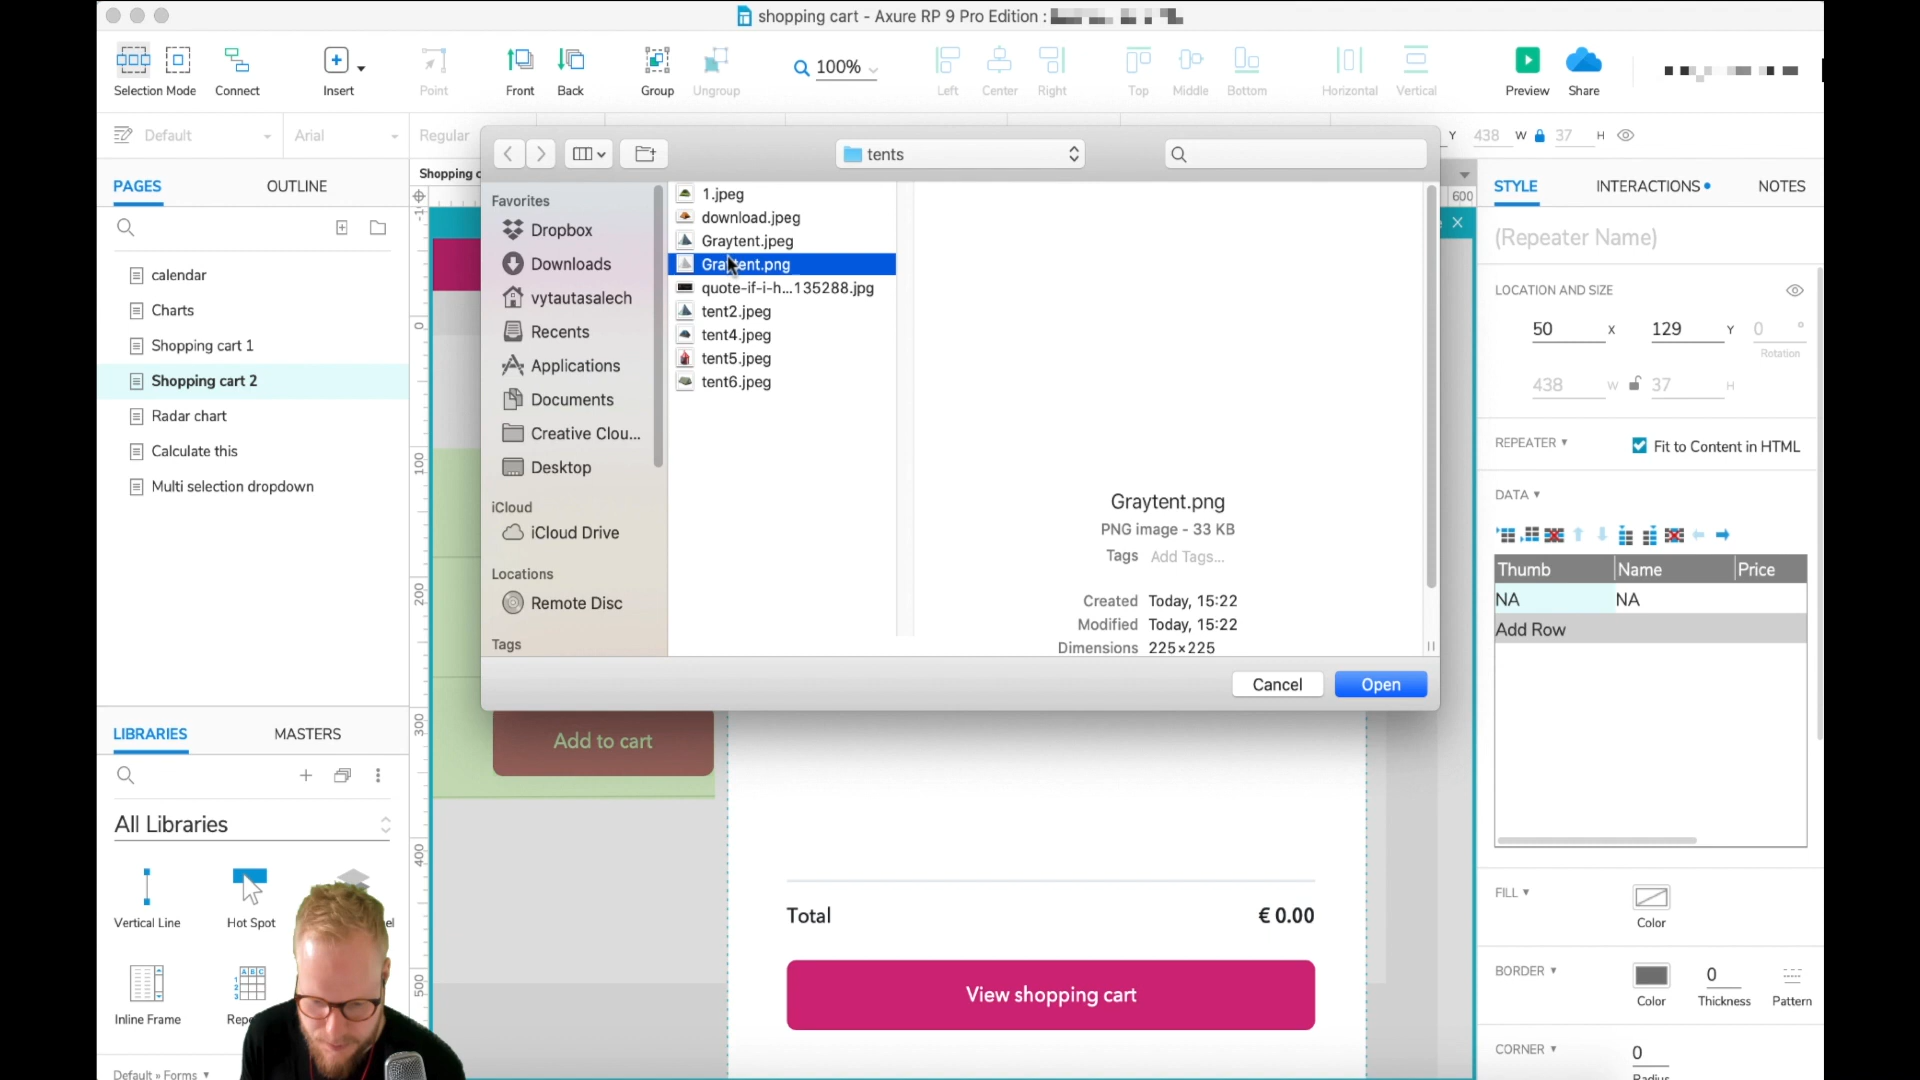 shopping cart - Axure RP 9 Pro Edition :
Selection Mode
Connect
Insert
Point
Front
Back
Group
Ungroup
100%
Left
Center
Right
Top
Middle
Bottom
Horizontal
Vertical
Preview
Share
Default
Arial
Regular
Y
438
W
37
H
PAGES
OUTLINE
calendar
Charts
Shopping cart 1
Shopping cart 2
Radar chart
Calculate this
Multi selection dropdown
LIBRARIES
MASTERS
All Libraries
Vertical Line
Hot Spot
el
Inline Frame
Repe
Default » Forms
Shopping c
600
0
100
200
300
400
500
tents
Favorites
Dropbox
Downloads
vytautasalech
Recents
Applications
Documents
Creative Clou...
Desktop
iCloud
iCloud Drive
Locations
Remote Disc
Tags
1.jpeg
download.jpeg
Graytent.jpeg
Graytent.png
quote-if-i-h...135288.jpg
tent2.jpeg
tent4.jpeg
tent5.jpeg
tent6.jpeg
Graytent.png
PNG image - 33 KB
Tags Add Tags...
Created Today, 15:22
Modified Today, 15:22
Dimensions 225×225
Cancel
Open
Add to cart
Total
€ 0.00
View shopping cart
STYLE
INTERACTIONS
NOTES
(Repeater Name)
LOCATION AND SIZE
50 X
129 Y
0 °
Rotation
438 W
37 H
REPEATER
Fit to Content in HTML
DATA
Thumb Name Price
NA NA
Add Row
FILL
Color
BORDER
0
Color
Thickness
Pattern
CORNER
0
Radius